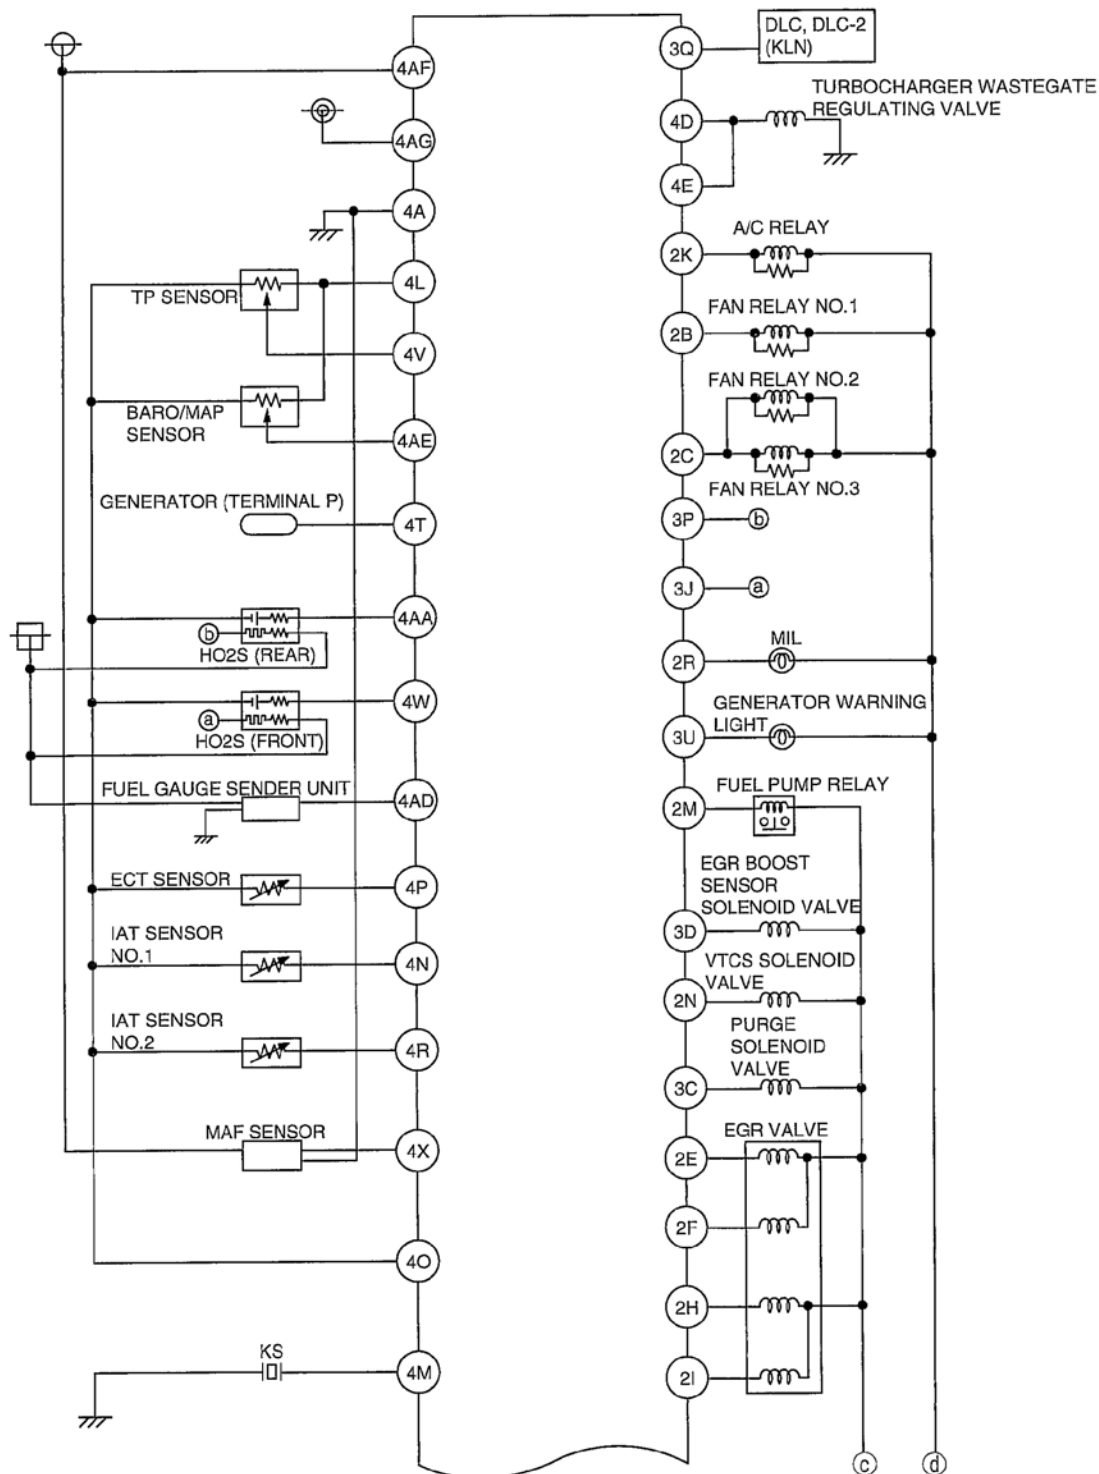 DLC, DLC-2
(KLN)
3Q
4AF
TURBOCHARGER WASTEGATE
REGULATING VALVE
4D
4AG
4E
4A
A/C RELAY
2K
4L
TP SENSOR
FAN RELAY NO.1
2B
4V
FAN RELAY NO.2
BARO/MAP
SENSOR
4AE
2C
FAN RELAY NO.3
GENERATOR (TERMINAL P)
4T
3P
b
3J
a
4AA
b
HO2S (REAR)
MIL
2R
4W
a
HO2S (FRONT)
GENERATOR WARNING
LIGHT
3U
FUEL GAUGE SENDER UNIT
4AD
FUEL PUMP RELAY
2M
ECT SENSOR
4P
EGR BOOST
SENSOR
SOLENOID VALVE
3D
IAT SENSOR
NO.1
4N
VTCS SOLENOID
VALVE
2N
IAT SENSOR
NO.2
4R
PURGE
SOLENOID
VALVE
3C
MAF SENSOR
4X
EGR VALVE
2E
2F
4O
2H
KS
4M
2I
c
d